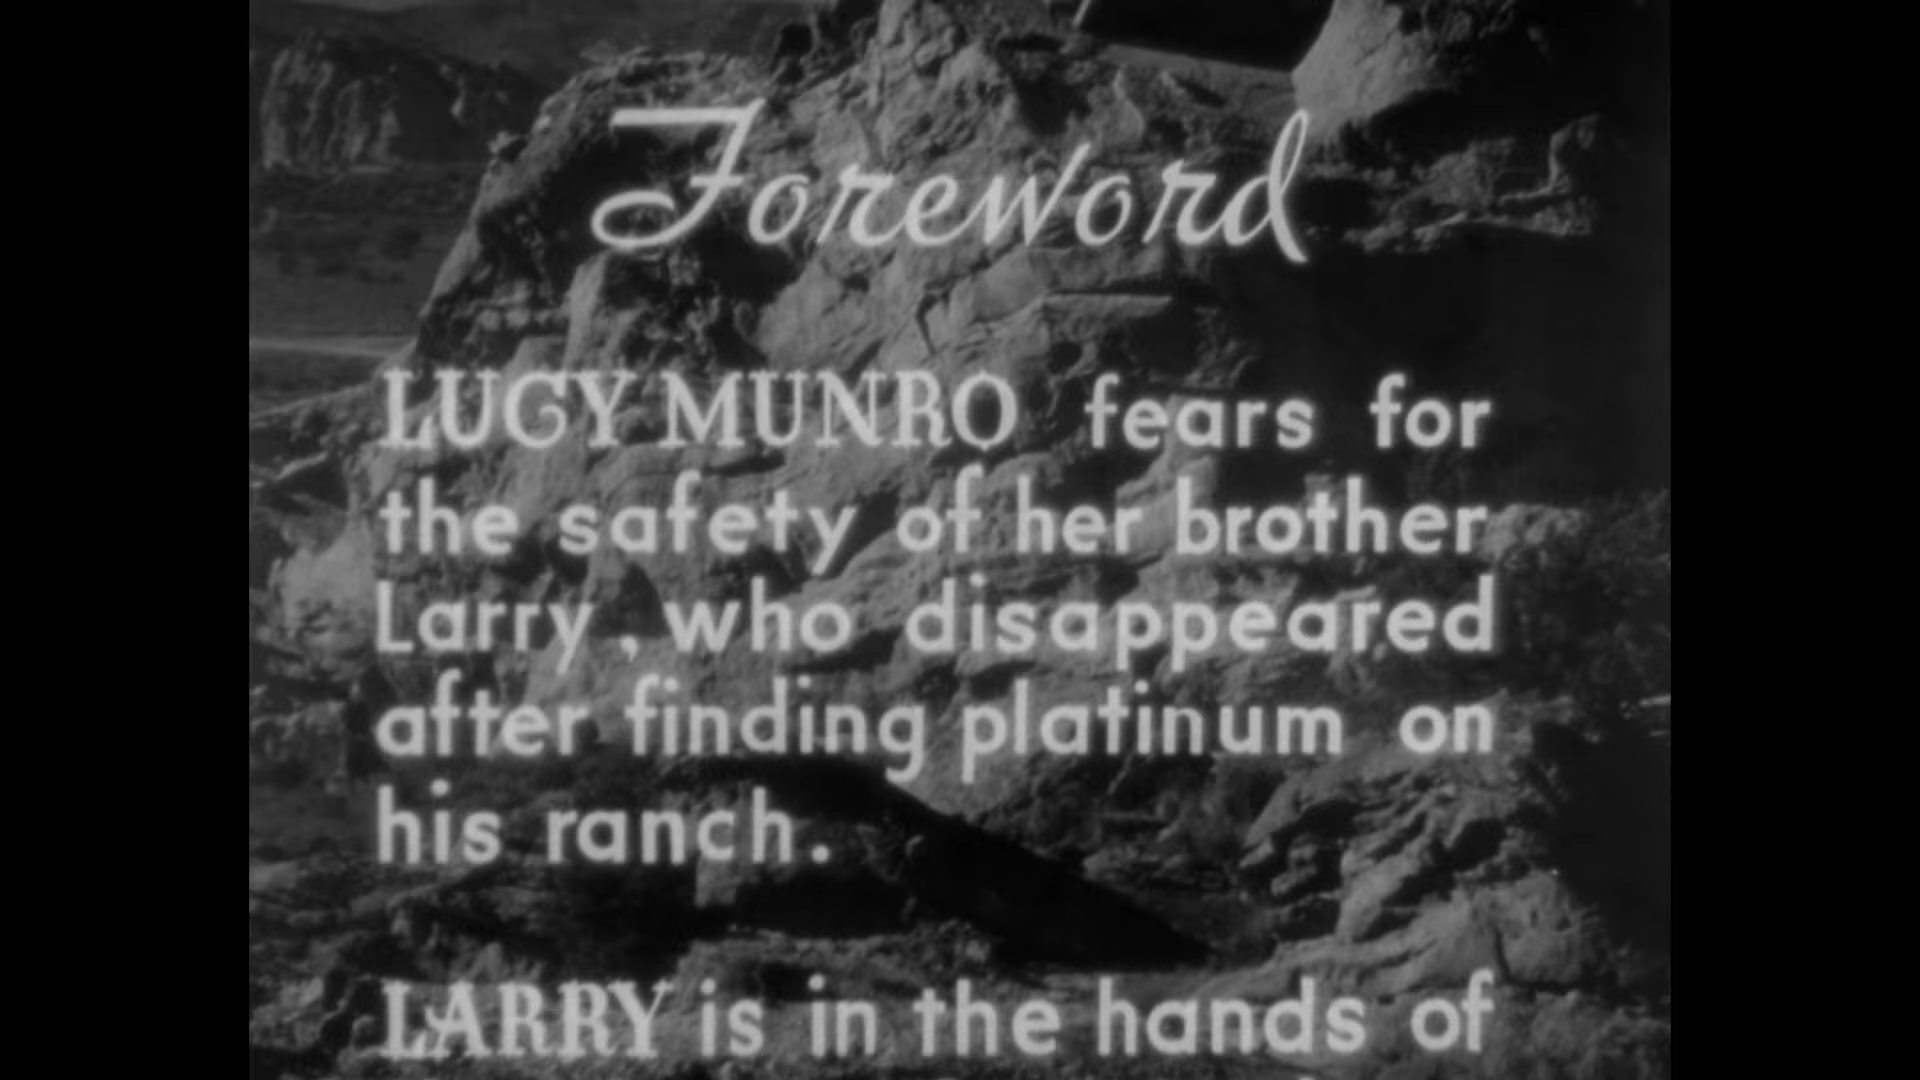 Foreword
LUCY MUNRO fears for
the safety of her brother
Larry, who disappeared
after finding platinum on
his ranch.
LARRY is in the hands of